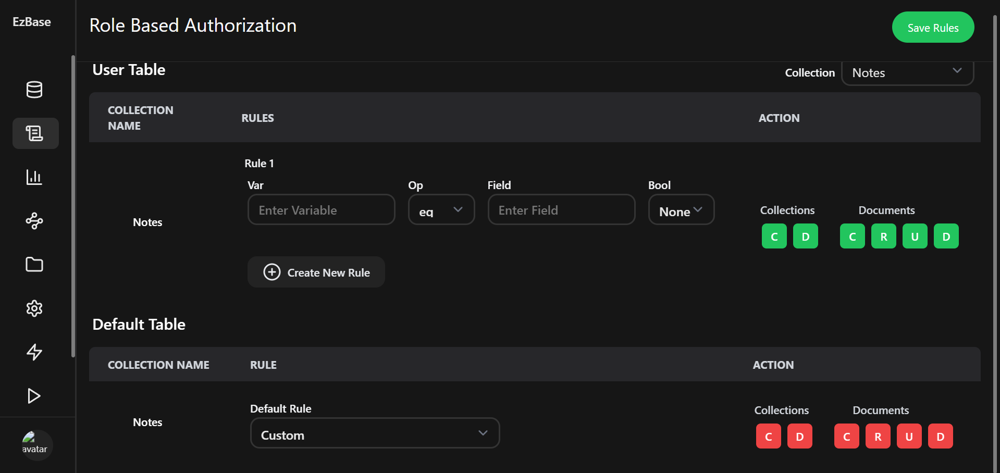 EzBase
Role Based Authorization
Save Rules
User Table
Collection
Notes
COLLECTION
NAME
RULES
ACTION
Rule 1
Var
Op
Field
Bool
Enter Variable
eq
Enter Field
None
Notes
Collections
Documents
C D C R U D
Create New Rule
Default Table
COLLECTION NAME
RULE
ACTION
Default Rule
Notes
Custom
Collections
Documents
C D C R U D
avatar